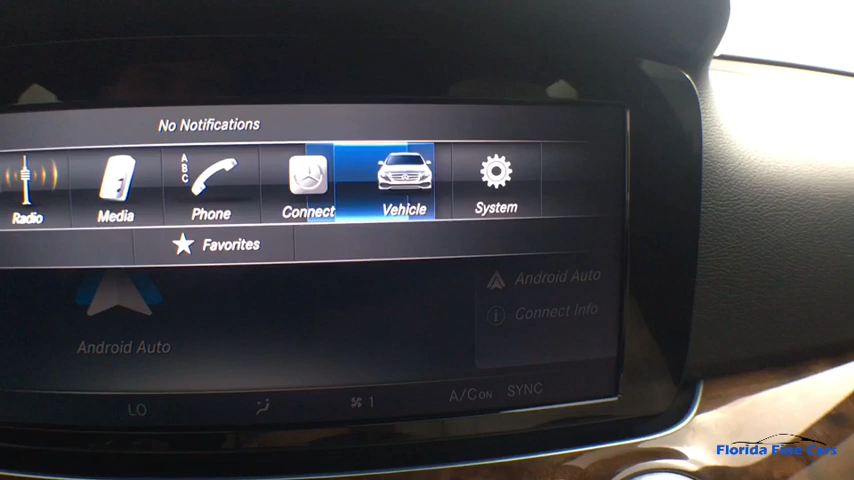 No Notifications
A
B
C
Radio
Media
Phone
Connect
Vehicle
System
Favorites
Android Auto
Connect Info
Android Auto
LO
1
A/C ON
SYNC
Florida Fine Cars